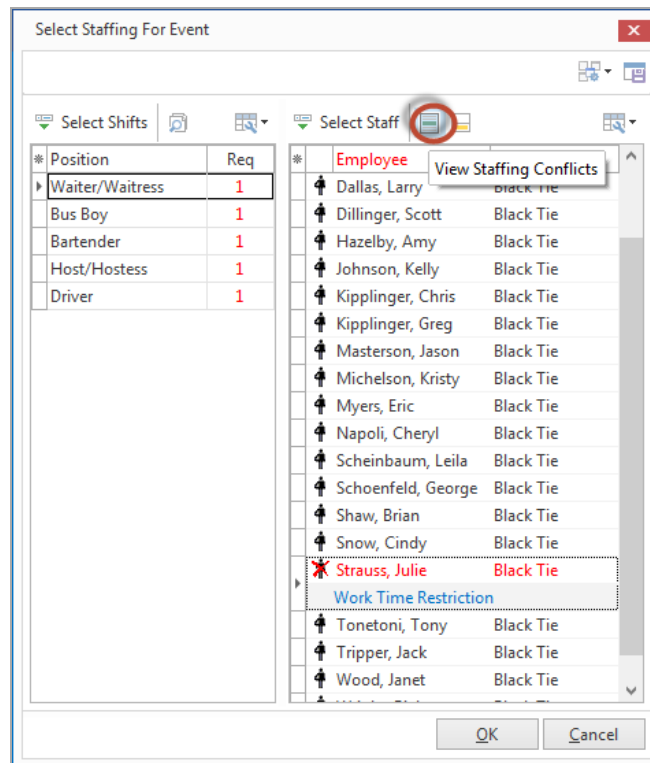 Select Staffing For Event
Select Shifts
Select Staff
Position Req
Employee
View Staffing Conflicts
Waiter/Waitress 1
Bus Boy 1
Bartender 1
Host/Hostess 1
Driver 1
Dallas, Larry Black Tie
Dillinger, Scott Black Tie
Hazelby, Amy Black Tie
Johnson, Kelly Black Tie
Kipplinger, Chris Black Tie
Kipplinger, Greg Black Tie
Masterson, Jason Black Tie
Michelson, Kristy Black Tie
Myers, Eric Black Tie
Napoli, Cheryl Black Tie
Scheinbaum, Leila Black Tie
Schoenfeld, George Black Tie
Shaw, Brian Black Tie
Snow, Cindy Black Tie
Strauss, Julie Black Tie
Work Time Restriction
Tonetoni, Tony Black Tie
Tripper, Jack Black Tie
Wood, Janet Black Tie
OK Cancel